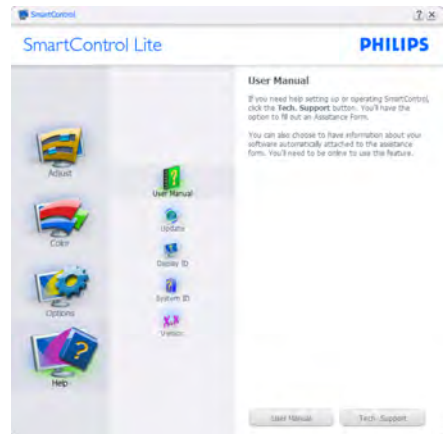 SmartControl
SmartControl Lite
PHILIPS
User Manual
If you need help setting up or operating SmartControl,
click the Tech. Support button. You'll have the
option to fill out an Assistance Form.
You can also choose to have information about your
software automatically attached to the assistance
form. You'll need to be online to use this feature.
Adjust
Color
Options
Help
User Manual
Update
Display ID
System ID
Version
User Manual
Tech. Support